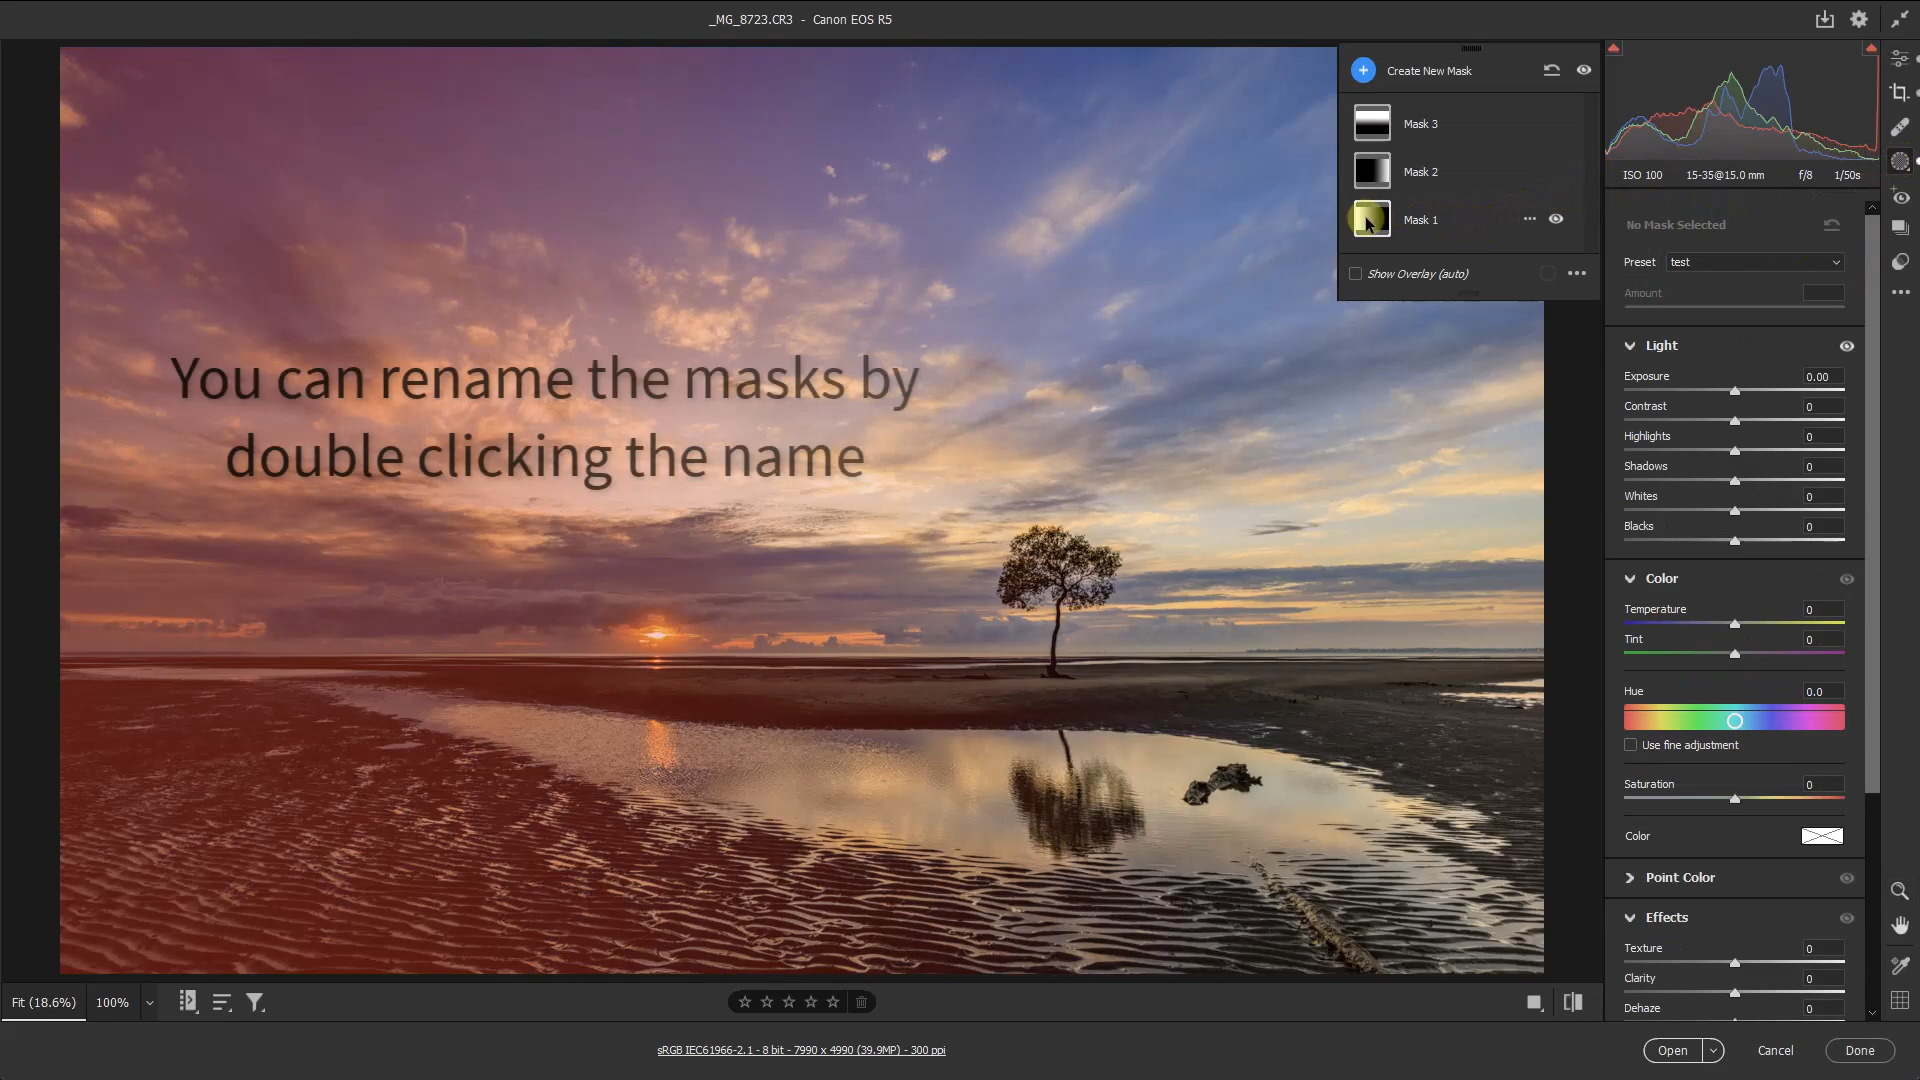 _MG_8723.CR3 - Canon EOS R5
Create New Mask
Mask 3
Mask 2
Mask 1
Show Overlay (auto)
You can rename the masks by
double clicking the name
ISO 100 15-35@15.0 mm f/8 1/50s
No Mask Selected
Preset test
Amount
Light
Exposure 0.00
Contrast 0
Highlights 0
Shadows 0
Whites 0
Blacks 0
Color
Temperature 0
Tint 0
Hue 0.0
Use fine adjustment
Saturation 0
Color
Point Color
Effects
Texture 0
Clarity 0
Dehaze 0
Fit (18.6%) 100%
sRGB IEC61966-2.1 - 8 bit - 7990 x 4990 (39.9MP) - 300 ppi
Open Cancel Done